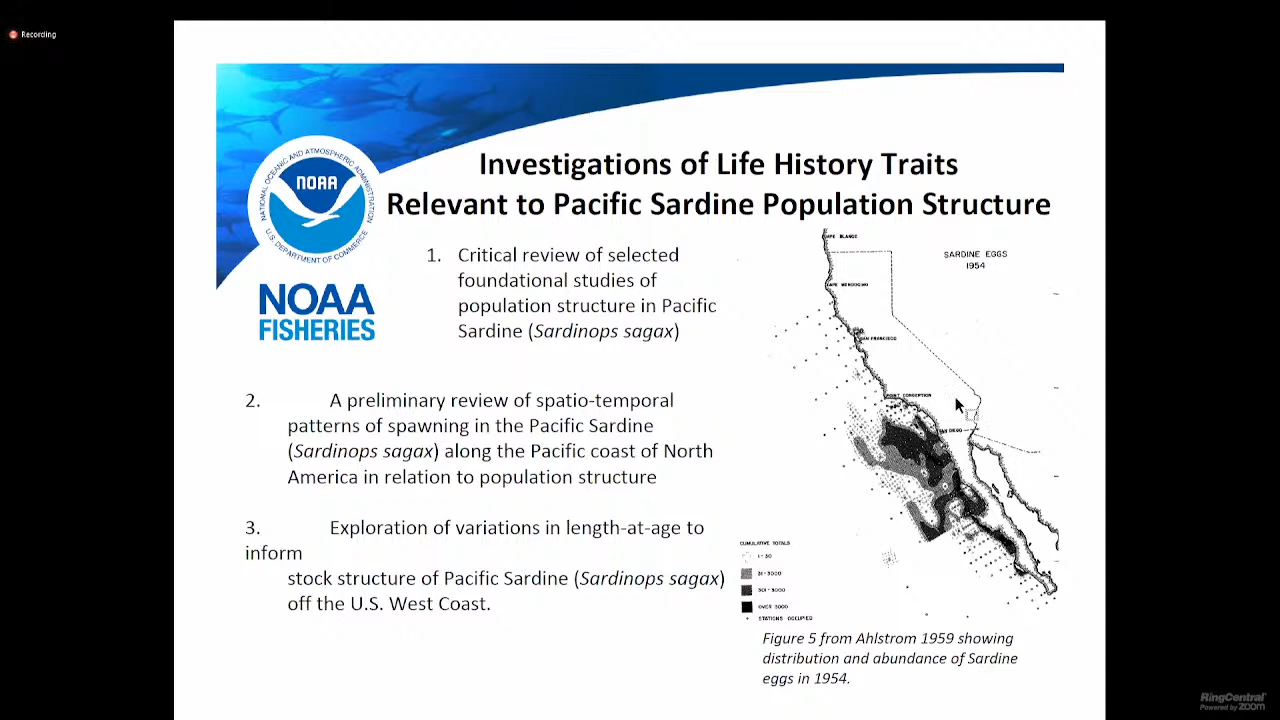 Recording
NATIONAL OCEANIC AND ATMOSPHERIC ADMINISTRATION
NOAA
U.S. DEPARTMENT OF COMMERCE
NOAA
FISHERIES
Investigations of Life History Traits
Relevant to Pacific Sardine Population Structure
1. Critical review of selected
foundational studies of
population structure in Pacific
Sardine (Sardinops sagax)
2. A preliminary review of spatio-temporal
patterns of spawning in the Pacific Sardine
(Sardinops sagax) along the Pacific coast of North
America in relation to population structure
3. Exploration of variations in length-at-age to
inform
stock structure of Pacific Sardine (Sardinops sagax)
off the U.S. West Coast.
CAPE BLANCO
SARDINE EGGS
1954
CAPE MENDOCINO
SAN FRANCISCO
POINT CONCEPTION
SAN DIEGO
CUMULATIVE TOTALS
1-30
OVER 3000
STATIONS OCCUPIED
Figure 5 from Ahlstrom 1959 showing
distribution and abundance of Sardine
eggs in 1954.
RingCentral
Powered by zoom